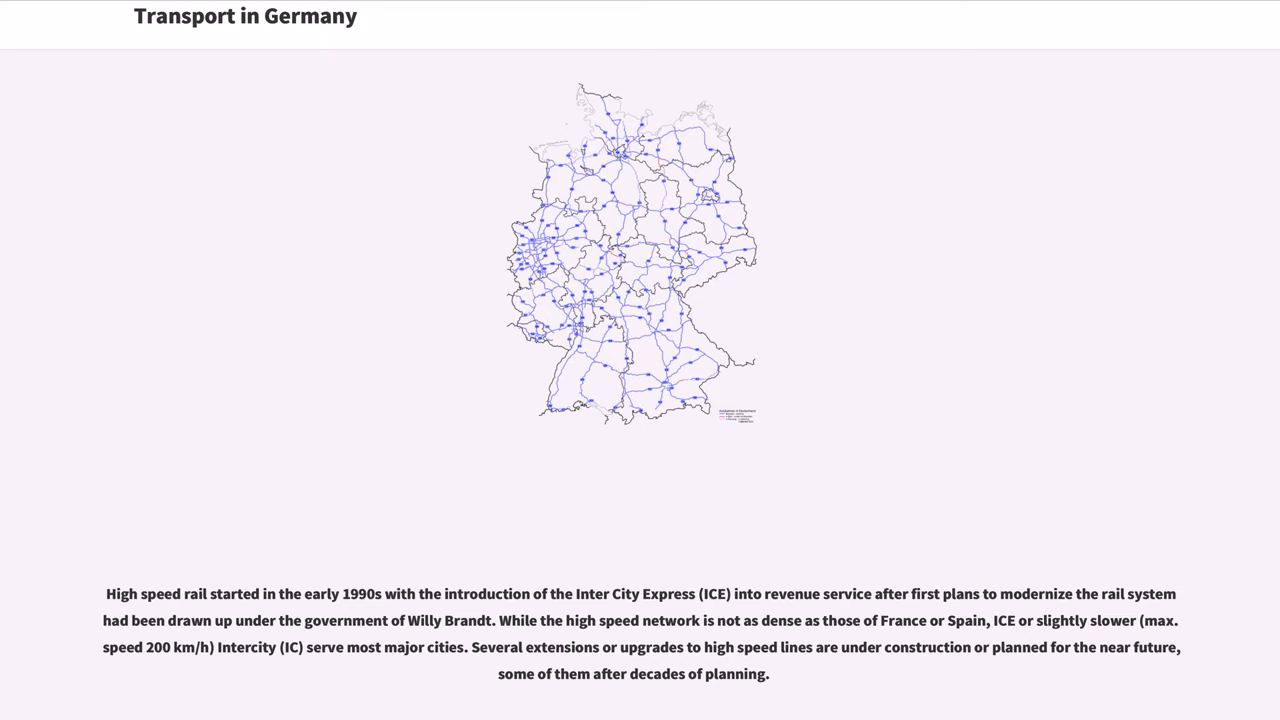 Transport in Germany
High speed rail started in the early 1990s with the introduction of the Inter City Express (ICE) into revenue service after first plans to modernize the rail system
had been drawn up under the government of Willy Brandt. While the high speed network is not as dense as those of France or Spain, ICE or slightly slower (max.
speed 200 km/h) Intercity (IC) serve most major cities. Several extensions or upgrades to high speed lines are under construction or planned for the near future,
some of them after decades of planning.